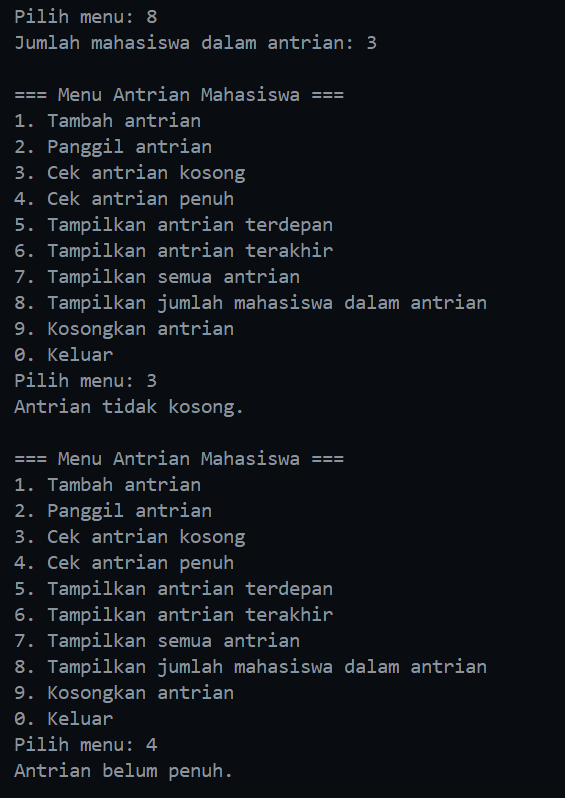 Pilih menu: 8
Jumlah mahasiswa dalam antrian: 3
=== Menu Antrian Mahasiswa ===
1. Tambah antrian
2. Panggil antrian
3. Cek antrian kosong
4. Cek antrian penuh
5. Tampilkan antrian terdepan
6. Tampilkan antrian terakhir
7. Tampilkan semua antrian
8. Tampilkan jumlah mahasiswa dalam antrian
9. Kosongkan antrian
0. Keluar
Pilih menu: 3
Antrian tidak kosong.
=== Menu Antrian Mahasiswa ===
1. Tambah antrian
2. Panggil antrian
3. Cek antrian kosong
4. Cek antrian penuh
5. Tampilkan antrian terdepan
6. Tampilkan antrian terakhir
7. Tampilkan semua antrian
8. Tampilkan jumlah mahasiswa dalam antrian
9. Kosongkan antrian
0. Keluar
Pilih menu: 4
Antrian belum penuh.